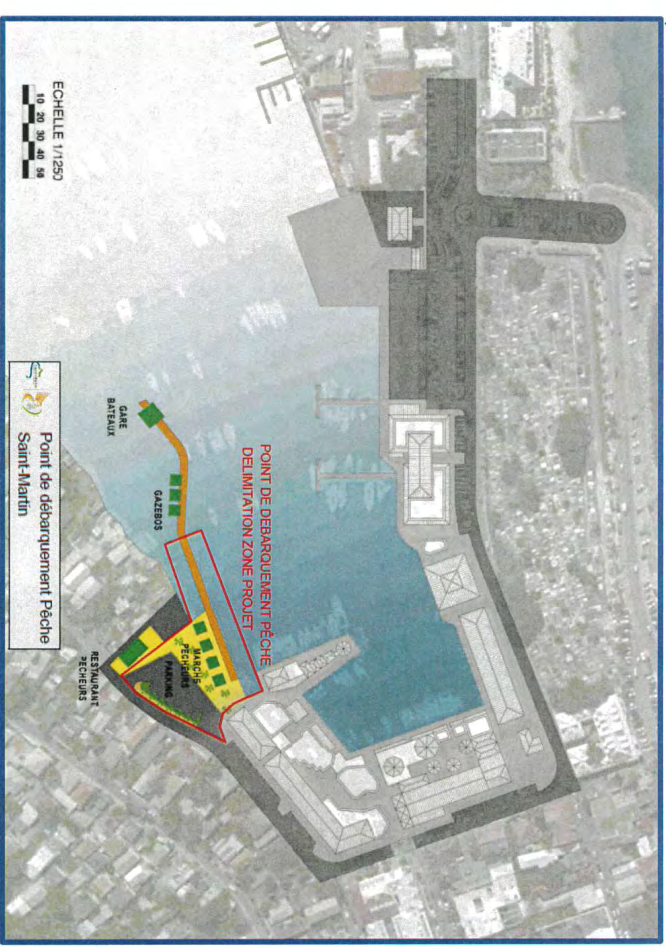 ECHELLE 1/1250
10 20 30 40 50
POINT DE DEBARQUEMENT PÊCHE
DELIMITATION ZONE PROJET
GARE
BATEAUX
GAZEBOS
MARCHE
PECHEURS
PARKING
RESTAURANT
PECHEURS
Point de débarquement Pêche
Saint-Martin